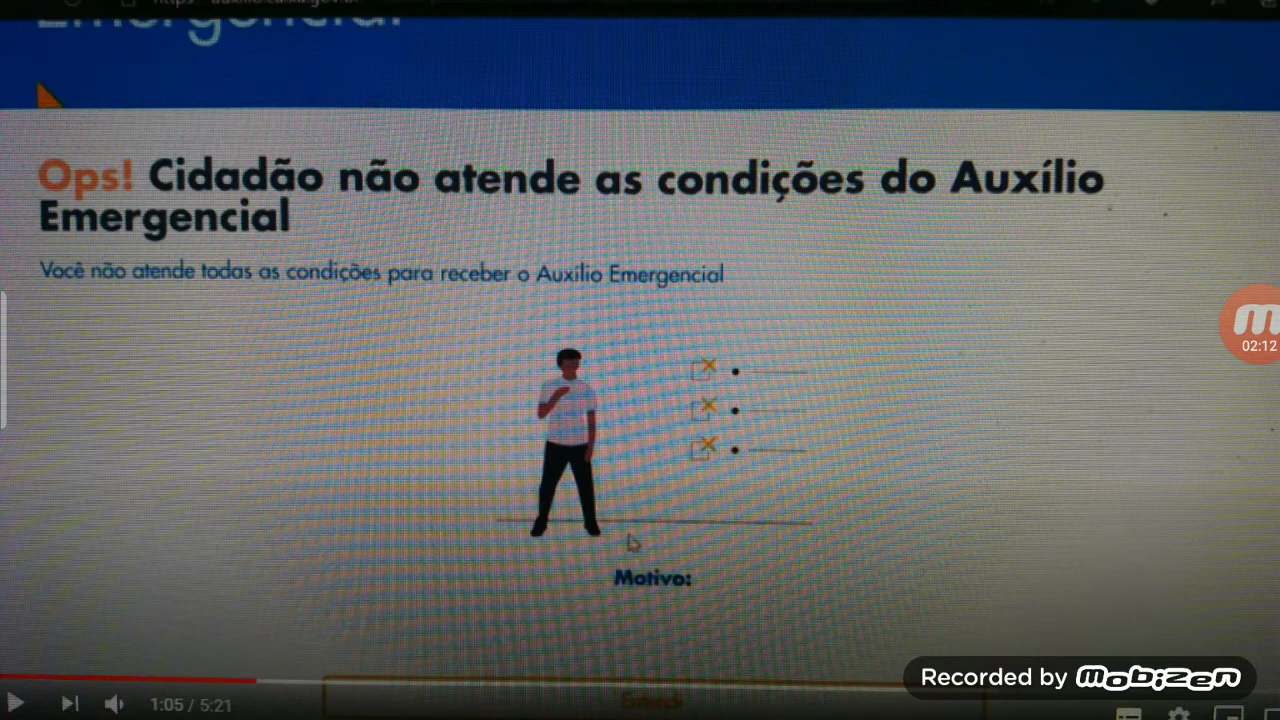 Emergencial
Ops! Cidadão não atende as condições do Auxílio
Emergencial
Você não atende todas as condições para receber o Auxílio Emergencial
02:12
Motivo:
Recorded by mobizen
Entendi
1:05 / 5:21